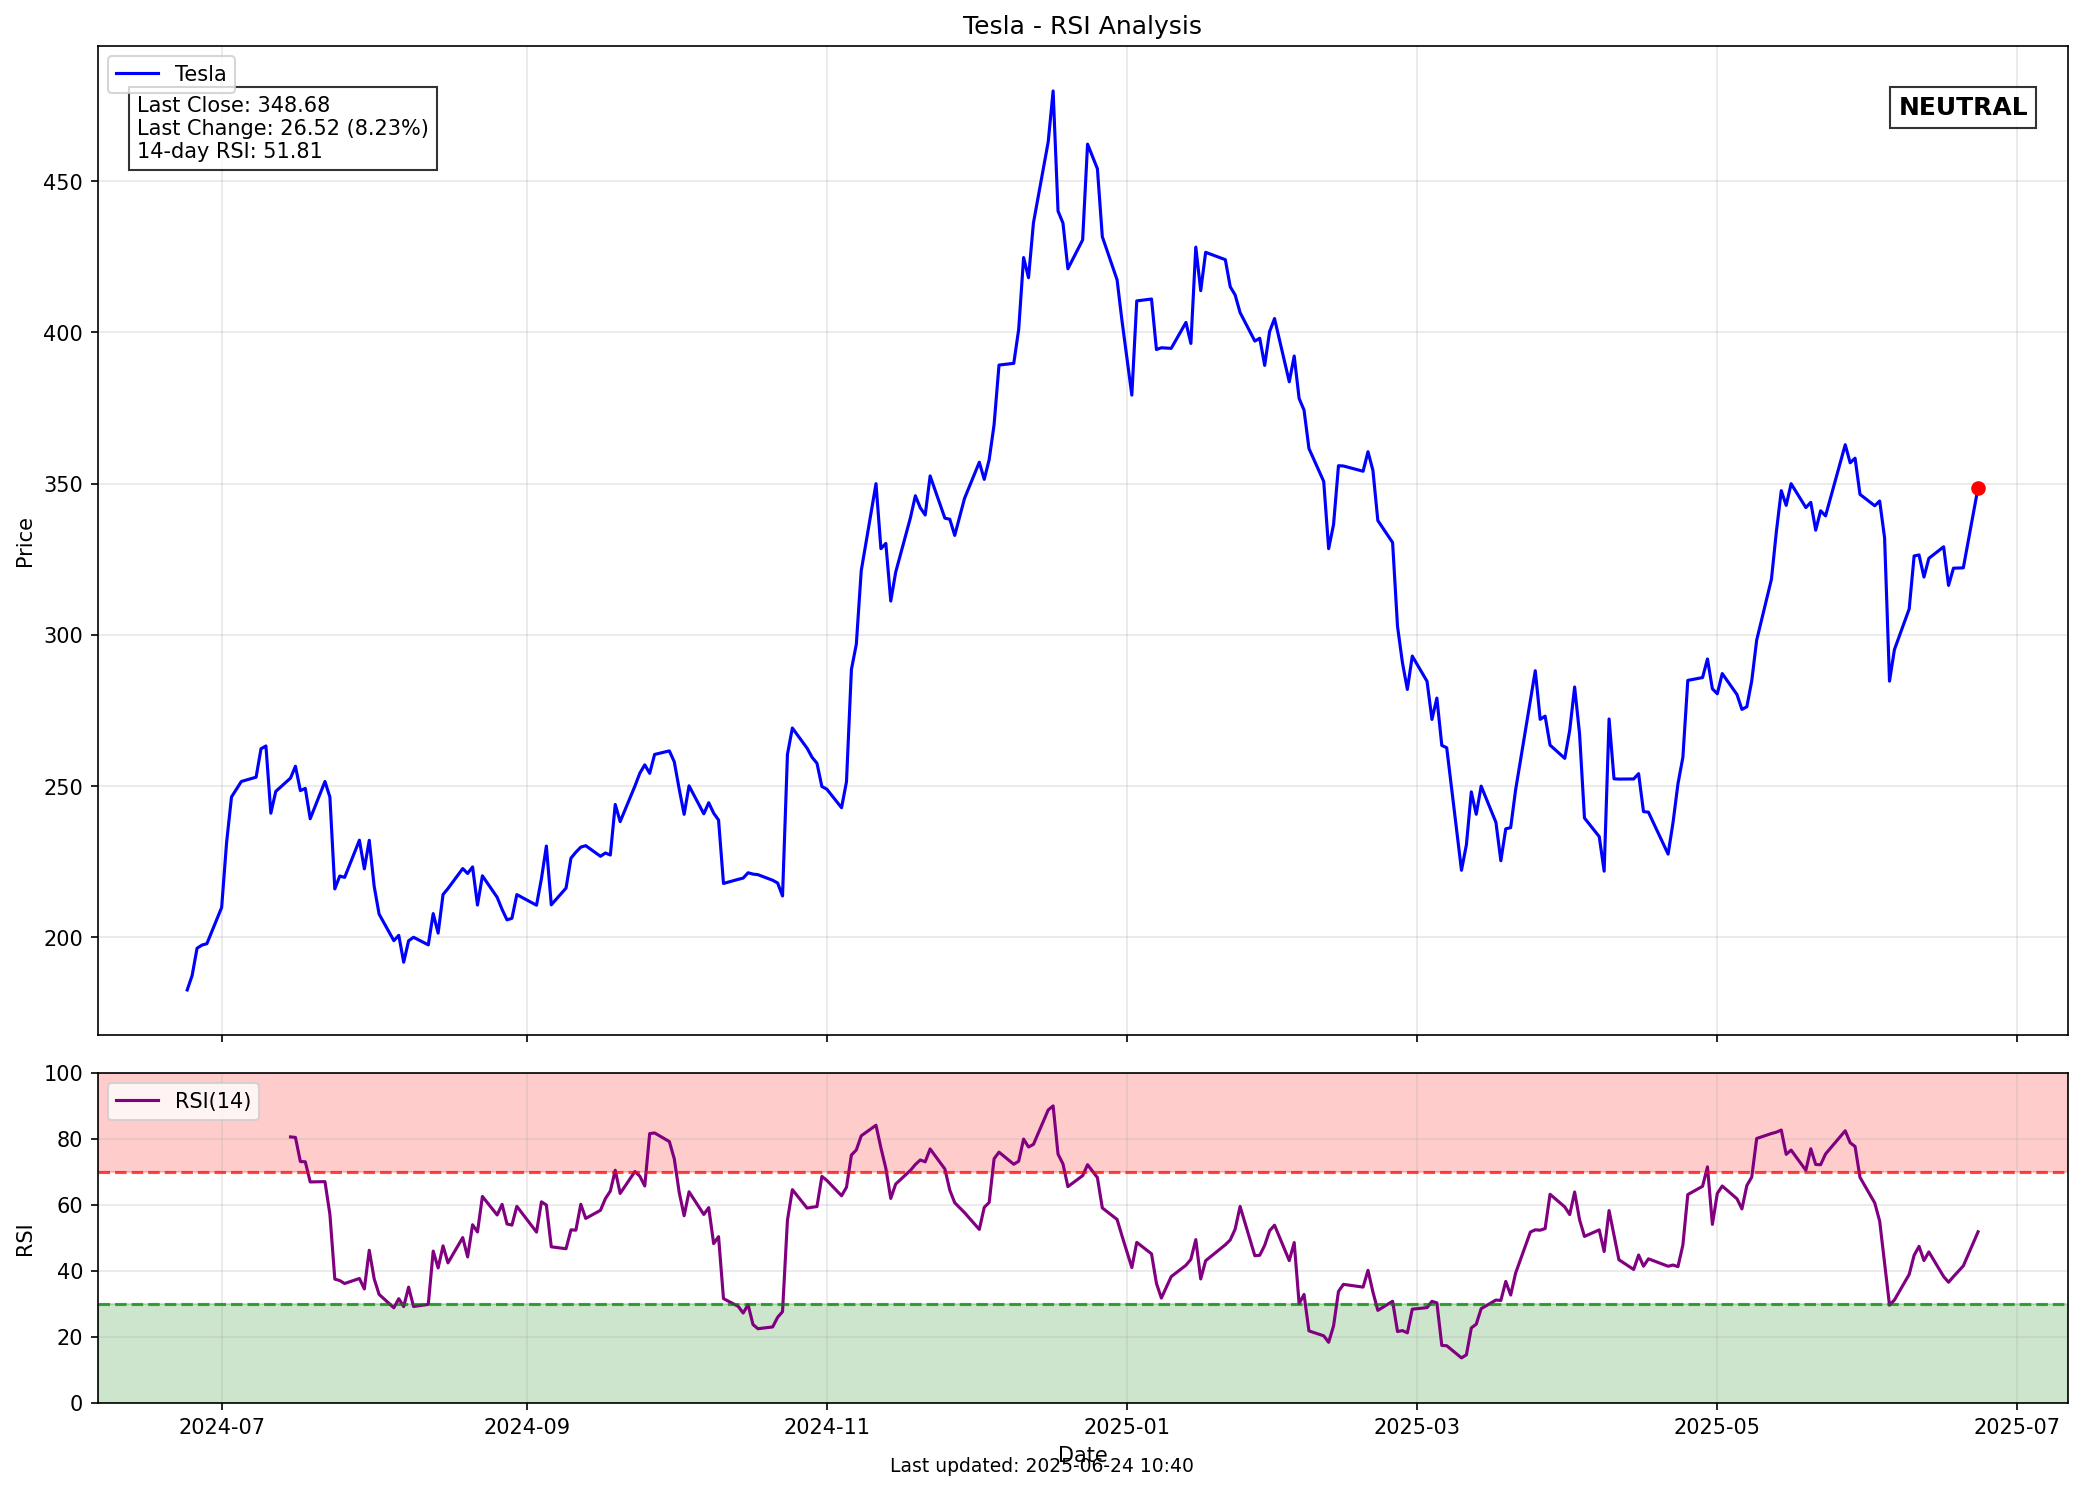 Tesla - RSI Analysis
Tesla
Last Close: 348.68
Last Change: 26.52 (8.23%)
14-day RSI: 51.81
NEUTRAL
Price
450
400
350
300
250
200
RSI(14)
RSI
100
80
60
40
20
0
2024-07
2024-09
2024-11
2025-01
2025-03
2025-05
2025-07
Date
Last updated: 2025-06-24 10:40